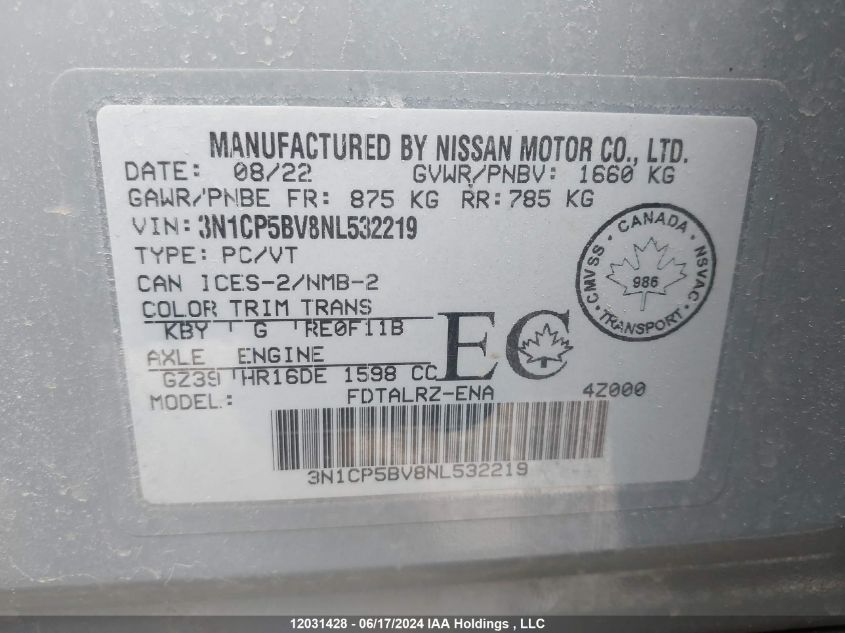 MANUFACTURED BY NISSAN MOTOR CO., LTD.
DATE: 08/22 GVWR/PNBV: 1660 KG
GAWR/PNBE FR: 875 KG RR: 785 KG
VIN: 3N1CP5BV8NL532219
TYPE: PC/VT
CAN ICES-2/NMB-2
COLOR TRIM TRANS
KBY G RE0F11B
AXLE ENGINE
GZ39 HR16DE 1598 CC
EC
MODEL: FDTALRZ-ENA 4Z000
3N1CP5BV8NL532219
CMVSS • CANADA • NSVAC • TRANSPORT •
986
12031428 - 06/17/2024 IAA Holdings , LLC